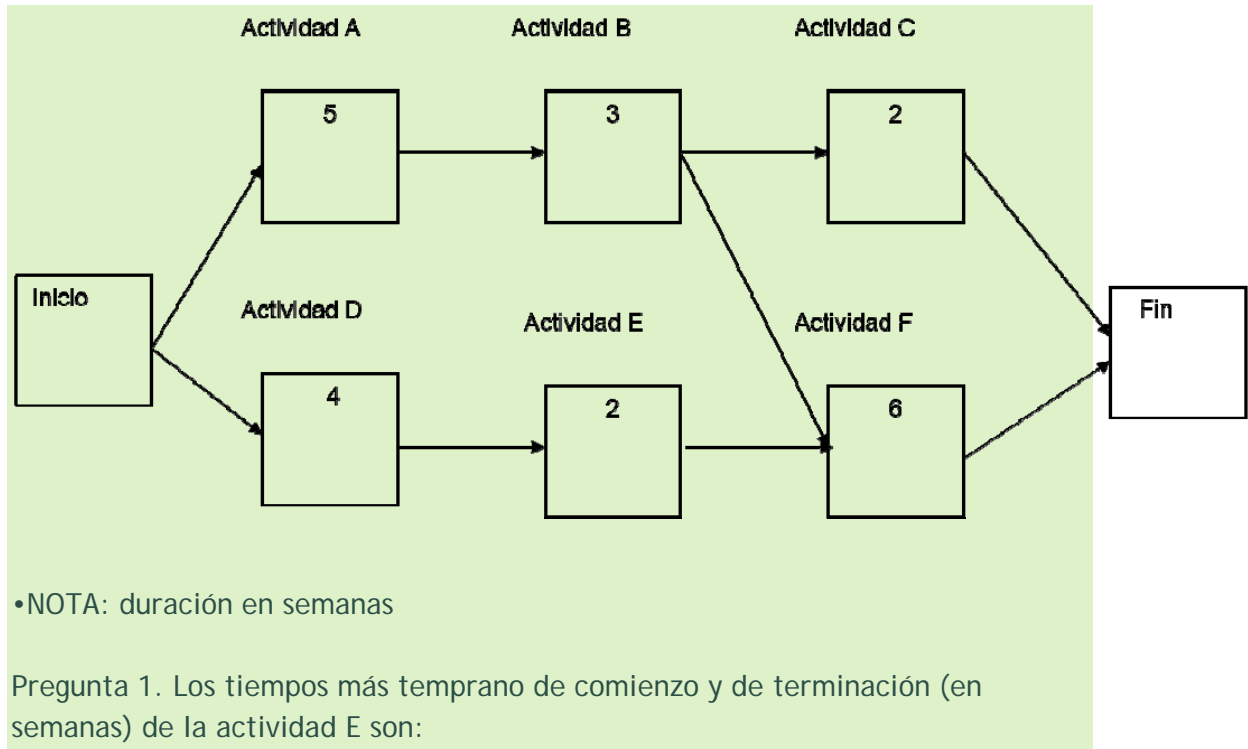 Actividad A Actividad B Actividad C
5 3 2
Inicio Fin
Actividad D Actividad E Actividad F
4 2 6
•NOTA: duración en semanas
Pregunta 1. Los tiempos más temprano de comienzo y de terminación (en
semanas) de la actividad E son: